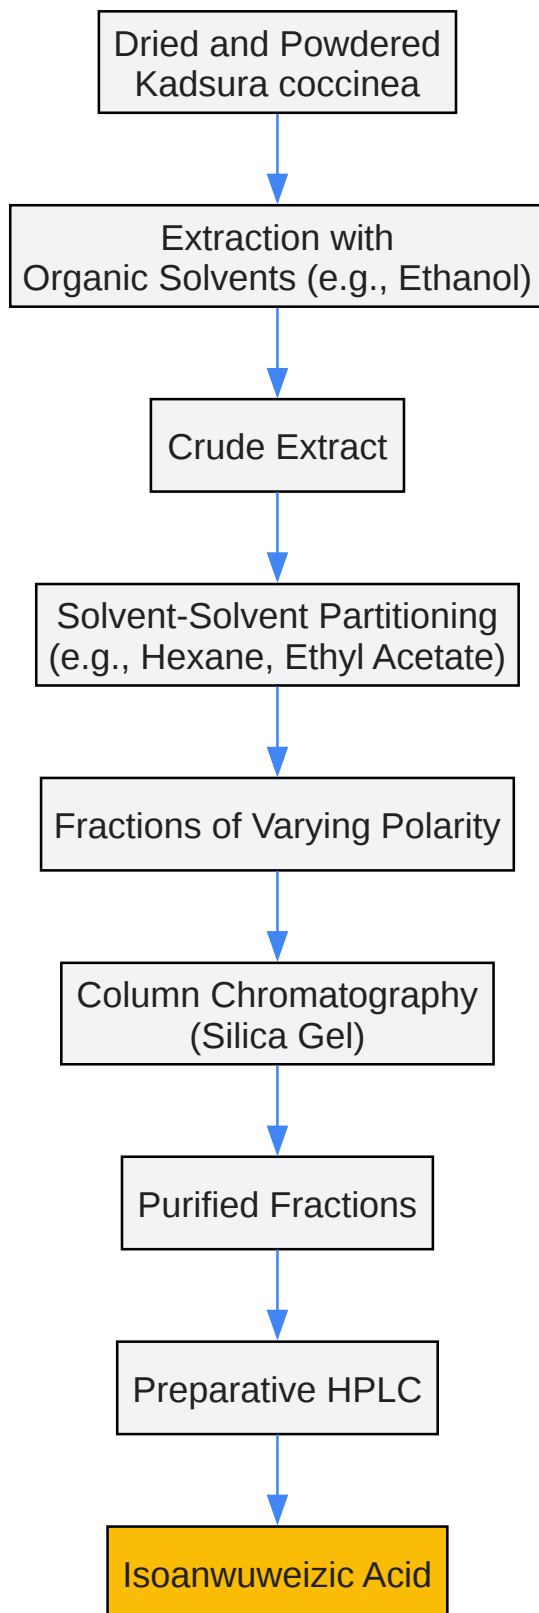 Dried and Powdered
Kadsura coccinea
Extraction with
Organic Solvents (e.g., Ethanol)
Crude Extract
Solvent-Solvent Partitioning
(e.g., Hexane, Ethyl Acetate)
Fractions of Varying Polarity
Column Chromatography
(Silica Gel)
Purified Fractions
Preparative HPLC
Isoanwuweizic Acid